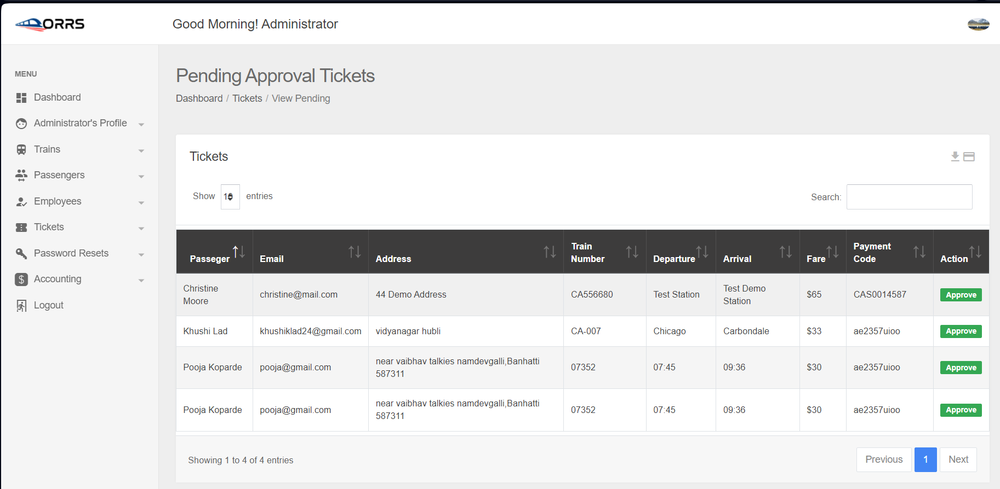 ORRS
Good Morning! Administrator
MENU
Dashboard
Administrator's Profile
Trains
Passengers
Employees
Tickets
Password Resets
Accounting
Logout
Pending Approval Tickets
Dashboard / Tickets / View Pending
Tickets
Show 10 entries
Search:
Passeger Email Address Train Number Departure Arrival Fare Payment Code Action
Christine Moore christine@mail.com 44 Demo Address CA556680 Test Station Test Demo Station $65 CAS0014587 Approve
Khushi Lad khushiklad24@gmail.com vidyanagar hubli CA-007 Chicago Carbondale $33 ae2357uioo Approve
Pooja Koparde pooja@gmail.com near vaibhav talkies namdevgalli,Banhatti 587311 07352 07:45 09:36 $30 ae2357uioo Approve
Pooja Koparde pooja@gmail.com near vaibhav talkies namdevgalli,Banhatti 587311 07352 07:45 09:36 $30 ae2357uioo Approve
Showing 1 to 4 of 4 entries
Previous 1 Next